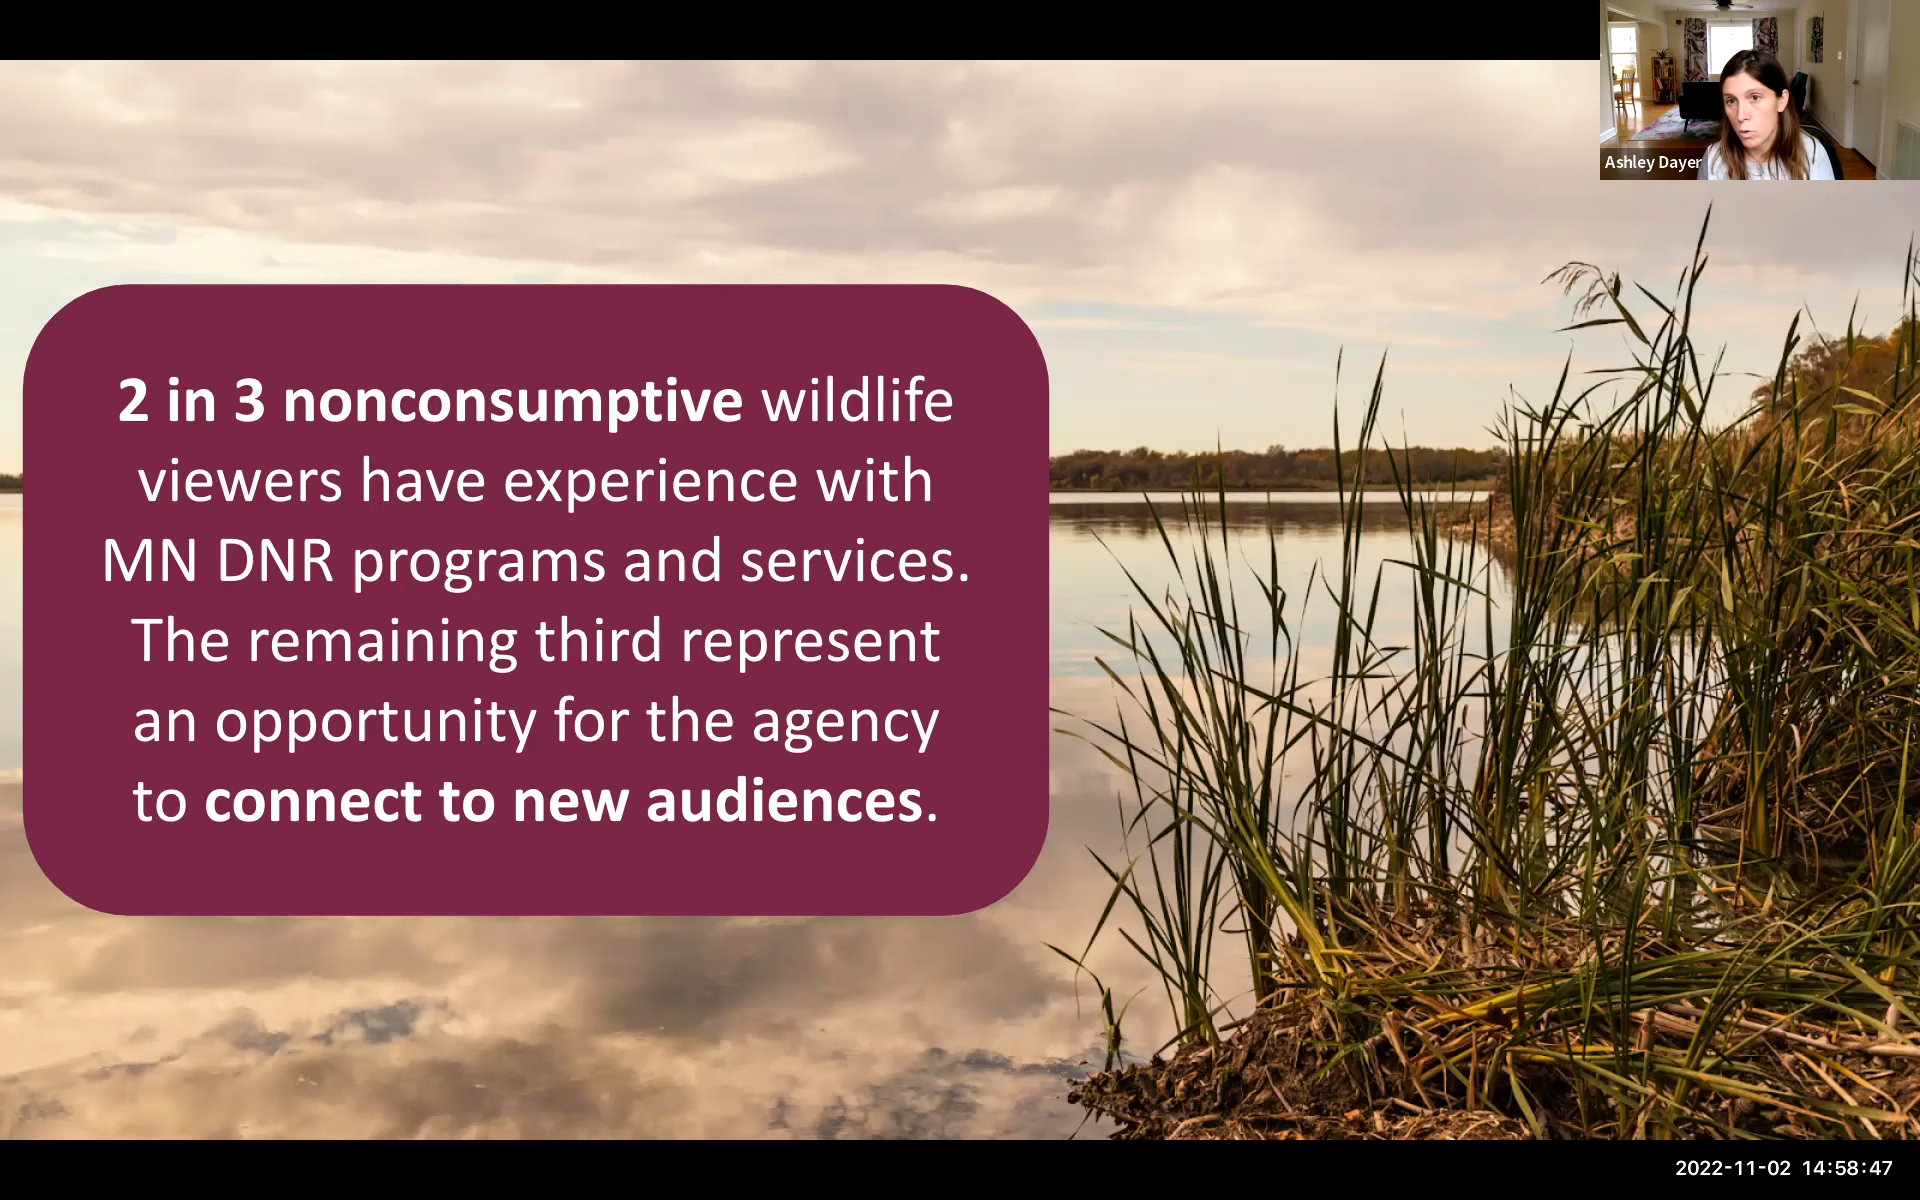 Ashley Dayer
2 in 3 nonconsumptive wildlife
viewers have experience with
MN DNR programs and services.
The remaining third represent
an opportunity for the agency
to connect to new audiences.
2022-11-02 14:58:47